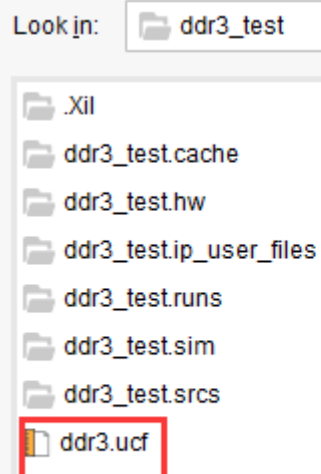 Look in: ddr3_test
.Xil
ddr3_test.cache
ddr3_test.hw
ddr3_test.ip_user_files
ddr3_test.runs
ddr3_test.sim
ddr3_test.srcs
ddr3.ucf